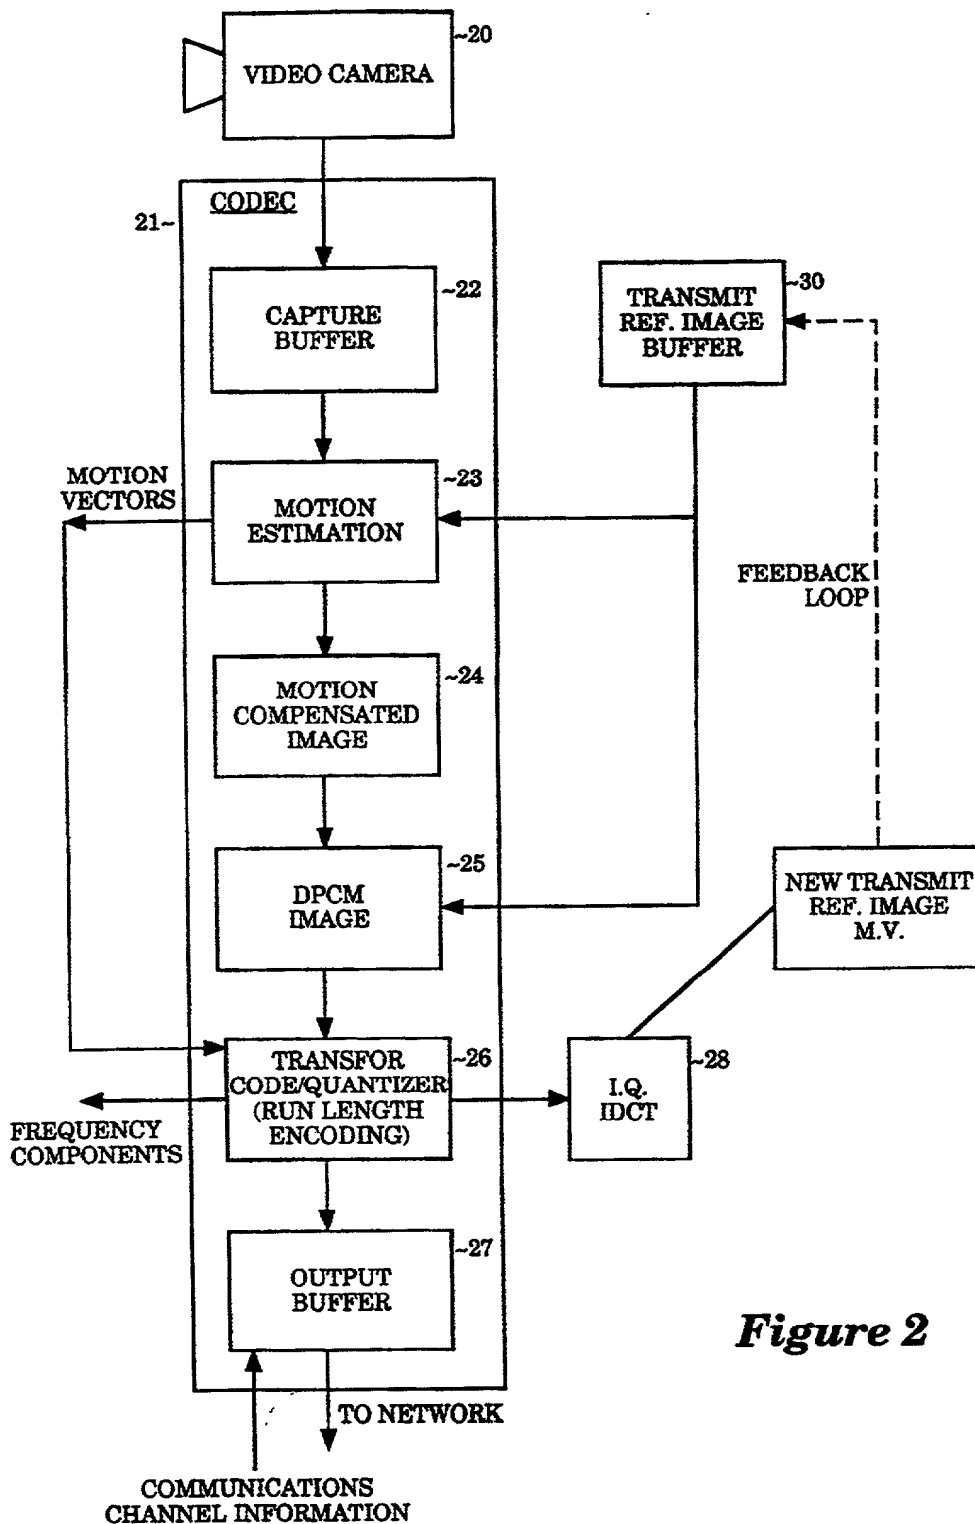 ~20
VIDEO CAMERA
CODEC
21~
~22
CAPTURE
BUFFER
~30
TRANSMIT
REF. IMAGE
BUFFER
MOTION
VECTORS
~23
MOTION
ESTIMATION
FEEDBACK
LOOP
~24
MOTION
COMPENSATED
IMAGE
~25
DPCM
IMAGE
NEW TRANSMIT
REF. IMAGE
M.V.
~26
TRANSFOR
CODE/QUANTIZER
(RUN LENGTH
ENCODING)
~28
I.Q.
IDCT
FREQUENCY
COMPONENTS
~27
OUTPUT
BUFFER
Figure 2
TO NETWORK
COMMUNICATIONS
CHANNEL INFORMATION